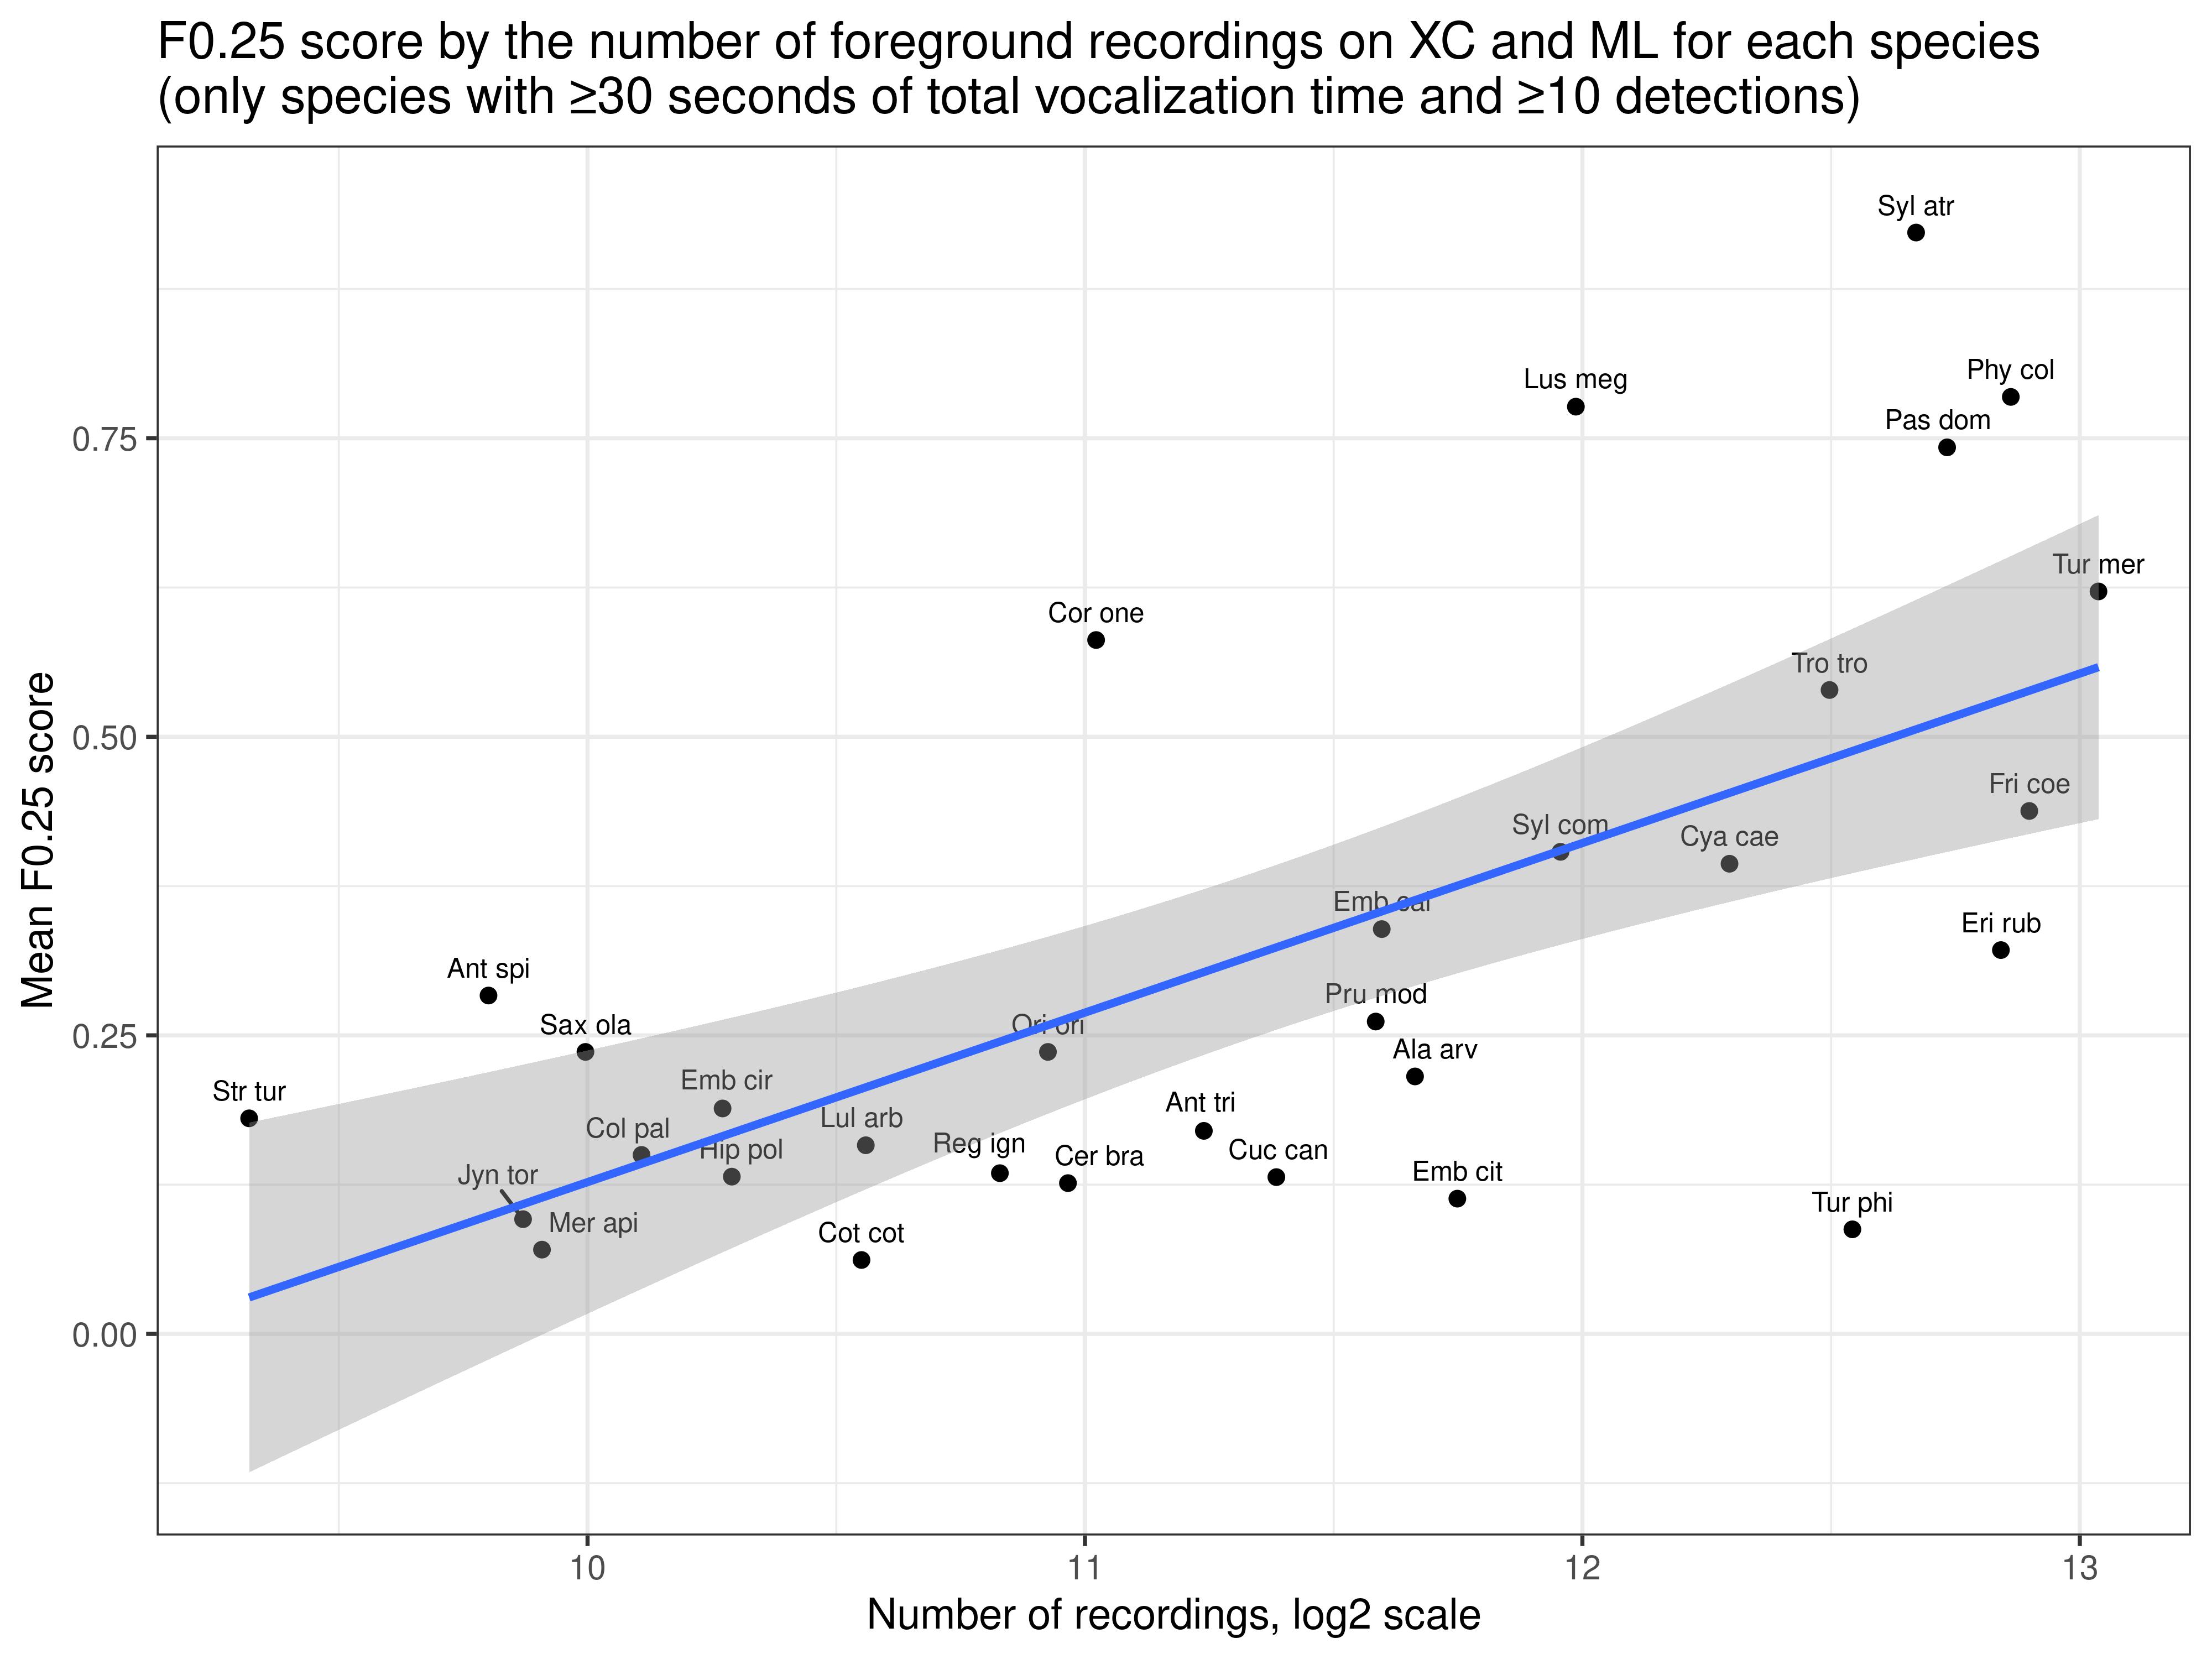 F0.25 score by the number of foreground recordings on XC and ML for each species
(only species with ≥30 seconds of total vocalization time and ≥10 detections)
Syl atr
Phy col
Lus meg
Pas dom
0.75
Tur mer
Cor one
Tro tro
0.50
Fri coe
Syl com
Cya cae
Emb cal
Eri rub
Ant spi
Pru mod
Sax ola
Ori ori
0.25
Ala arv
Str tur
Emb cir
Ant tri
Lul arb
Col pal
Hip pol
Reg ign
Cuc can
Cer bra
Jyn tor
Emb cit
Mer api
Tur phi
Cot cot
0.00
Mean F0.25 score
10 11 12 13
Number of recordings, log2 scale